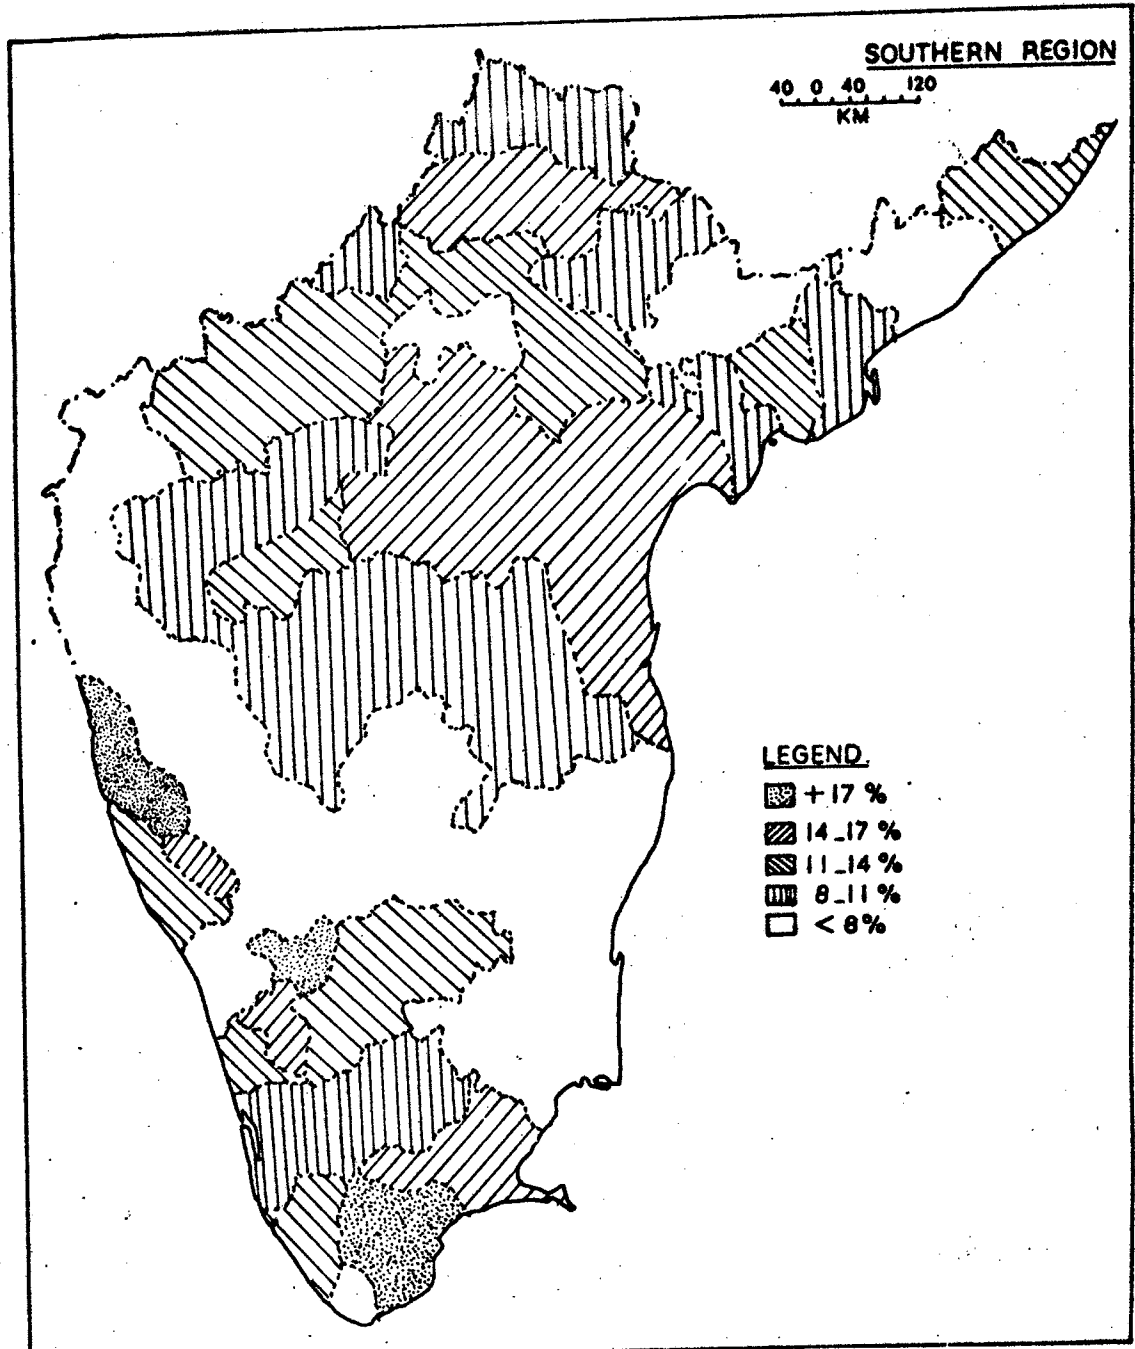 SOUTHERN REGION
40 0 40 120
KM
LEGEND.
+17 %
14_17 %
11_14 %
8_11 %
< 8%